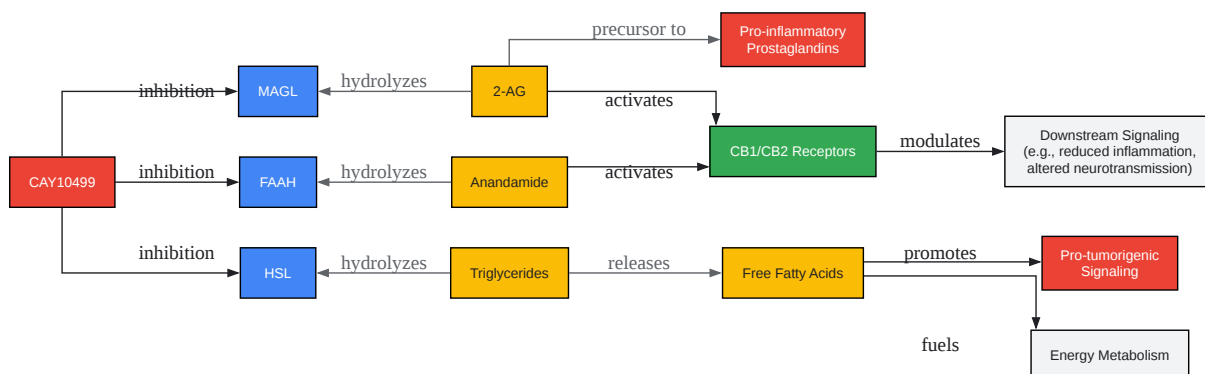 precursor to
Pro-inflammatory
Prostaglandins
inhibition
MAGL
hydrolyzes
2-AG
activates
CB1/CB2 Receptors
modulates
Downstream Signaling
(e.g., reduced inflammation,
altered neurotransmission)
CAY10499
inhibition
FAAH
hydrolyzes
Anandamide
activates
inhibition
HSL
hydrolyzes
Triglycerides
releases
Free Fatty Acids
promotes
Pro-tumorigenic
Signaling
fuels
Energy Metabolism